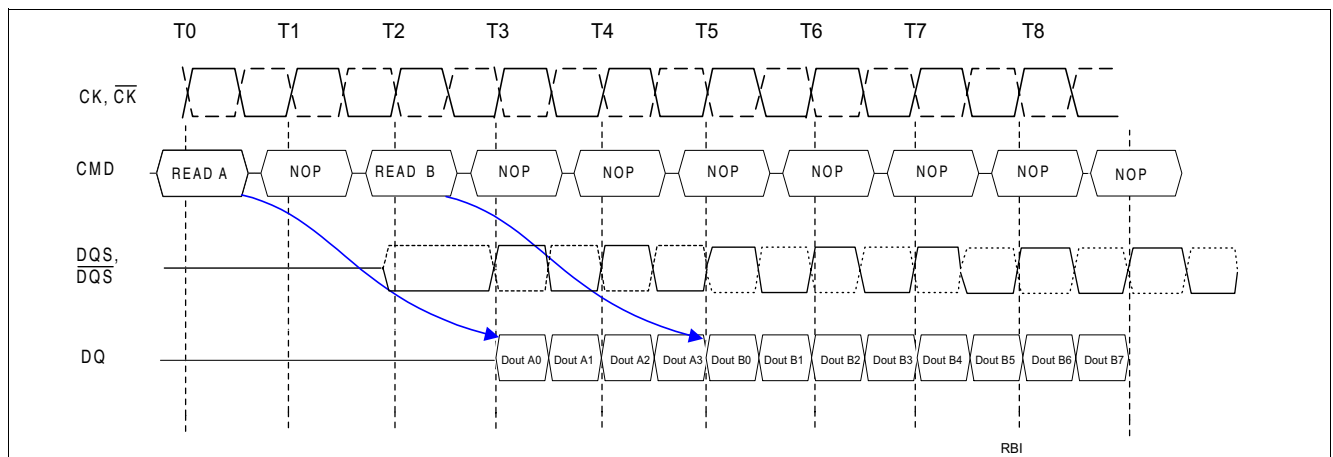 T0 T1 T2 T3 T4 T5 T6 T7 T8
CK, CK
CMD READ A NOP READ B NOP NOP NOP NOP NOP NOP NOP
DQS,
DQS
DQ Dout A0 Dout A1 Dout A2 Dout A3 Dout B0 Dout B1 Dout B2 Dout B3 Dout B4 Dout B5 Dout B6 Dout B7
RBI